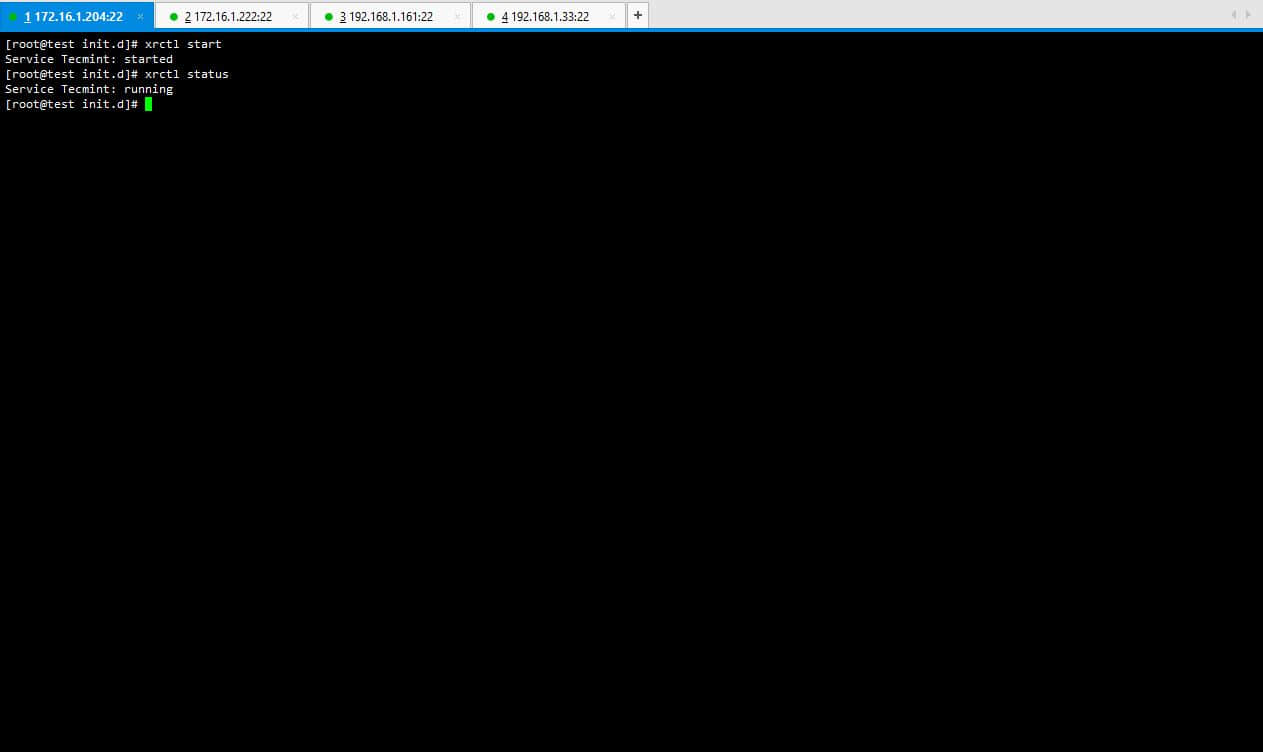 1 172.16.1.204:22 × 2 172.16.1.222:22 × 3 192.168.1.161:22 × 4 192.168.1.33:22 × +
[root@test init.d]# xrctl start
Service Tecmint: started
[root@test init.d]# xrctl status
Service Tecmint: running
[root@test init.d]#